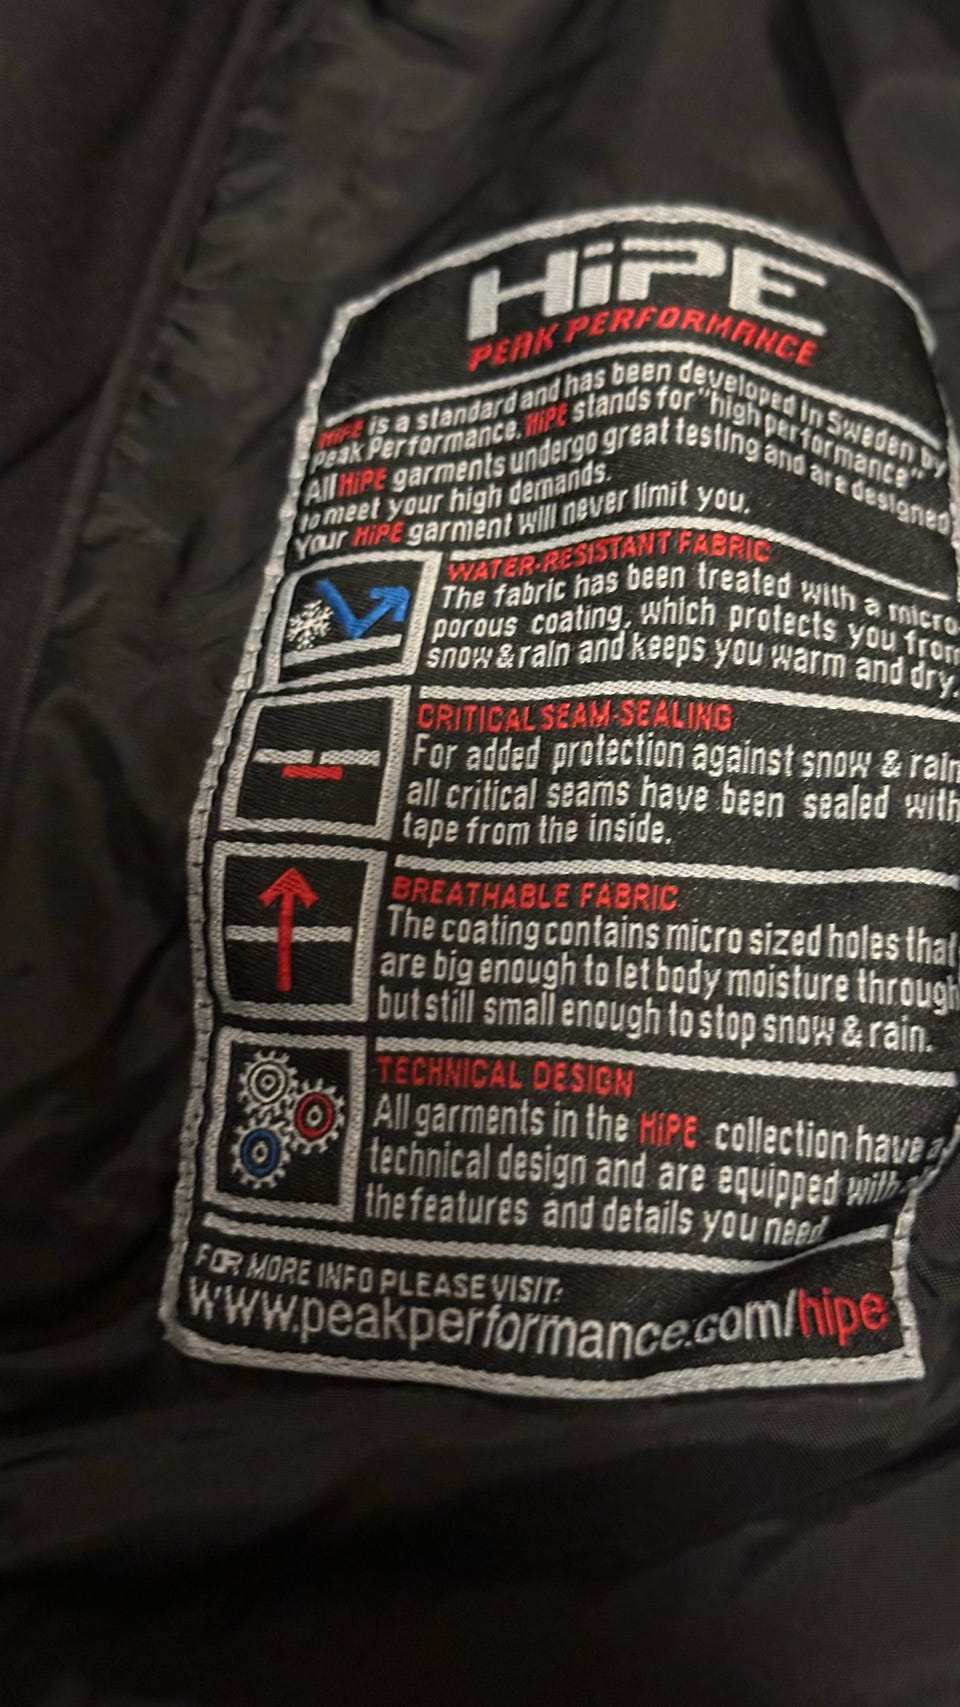 HiPE
PEAK PERFORMANCE
HiPE is a standard and has been developed in Sweden by
Peak Performance. HiPE stands for "high performance"
All HiPE garments undergo great testing and are designed
to meet your high demands.
Your HiPE garment will never limit you.
WATER-RESISTANT FABRIC
The fabric has been treated with a micro-
porous coating, which protects you from
snow & rain and keeps you warm and dry.
CRITICAL SEAM-SEALING
For added protection against snow & rain
all critical seams have been sealed with
tape from the inside.
BREATHABLE FABRIC
The coating contains micro sized holes that
are big enough to let body moisture through
but still small enough to stop snow & rain.
TECHNICAL DESIGN
All garments in the HiPE collection have a
technical design and are equipped with
the features and details you need.
FOR MORE INFO PLEASE VISIT:
www.peakperformance.com/hipe